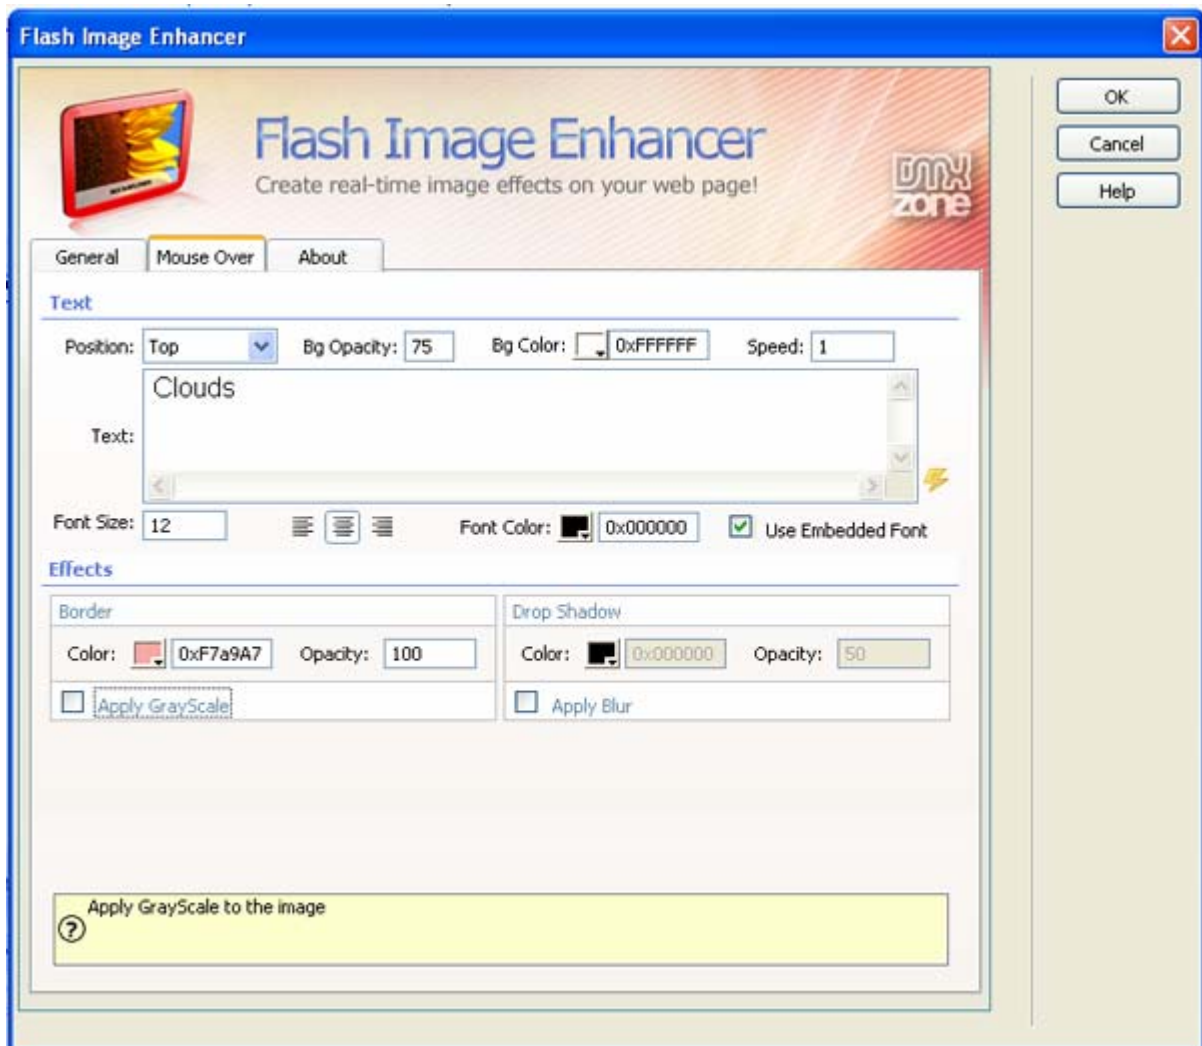 Flash Image Enhancer
OK
Cancel
Help
Flash Image Enhancer
Create real-time image effects on your web page!
DMX
zone
General Mouse Over About
Text
Position: Top Bg Opacity: 75 Bg Color: 0xFFFFFF Speed: 1
Text: Clouds
Font Size: 12 Font Color: 0x000000 Use Embedded Font
Effects
Border Drop Shadow
Color: 0xF7a9A7 Opacity: 100 Color: 0x000000 Opacity: 50
Apply GrayScale Apply Blur
Apply GrayScale to the image
?